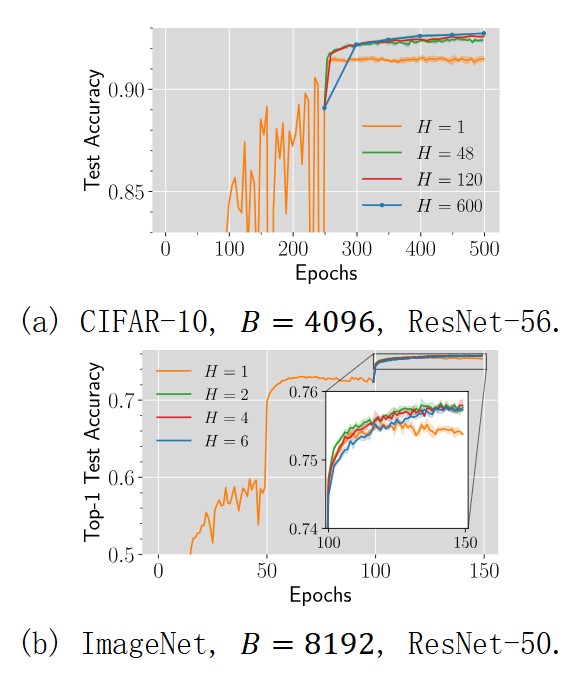 Test Accuracy
0.90
0.85
H = 1
H = 48
H = 120
H = 600
0 100 200 300 400 500
Epochs
(a) CIFAR-10, B = 4096, ResNet-56.
Top-1 Test Accuracy
0.7
0.6
0.5
H = 1
H = 2
H = 4
H = 6
0.76
0.75
0.74
100 150
0 50 100 150
Epochs
(b) ImageNet, B = 8192, ResNet-50.